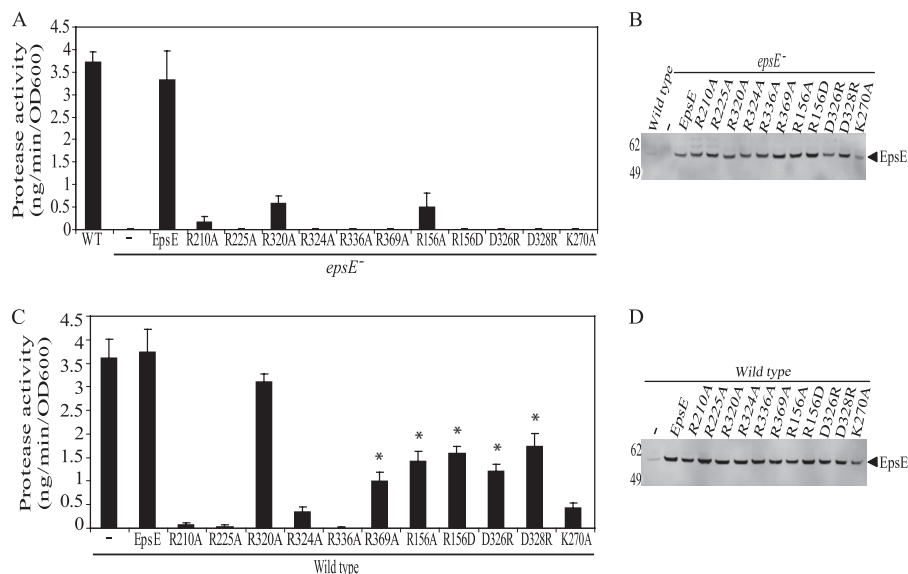 A
Protease activity
(ng/min/OD600)
4.5
4
3.5
3
2.5
2
1.5
1
0.5
0
WT - EpsE R210A R225A R320A R324A R336A R369A R156A R156D D326R D328R K270A
epsE-
B
epsE-
Wild type - EpsE R210A R225A R320A R324A R336A R369A R156A R156D D326R D328R K270A
62
49
EpsE
C
Protease activity
(ng/min/OD600)
4.5
4
3.5
3
2.5
2
1.5
1
0.5
0
* * * * *
- EpsE R210A R225A R320A R324A R336A R369A R156A R156D D326R D328R K270A
Wild type
D
Wild type
- EpsE R210A R225A R320A R324A R336A R369A R156A R156D D326R D328R K270A
62
49
EpsE